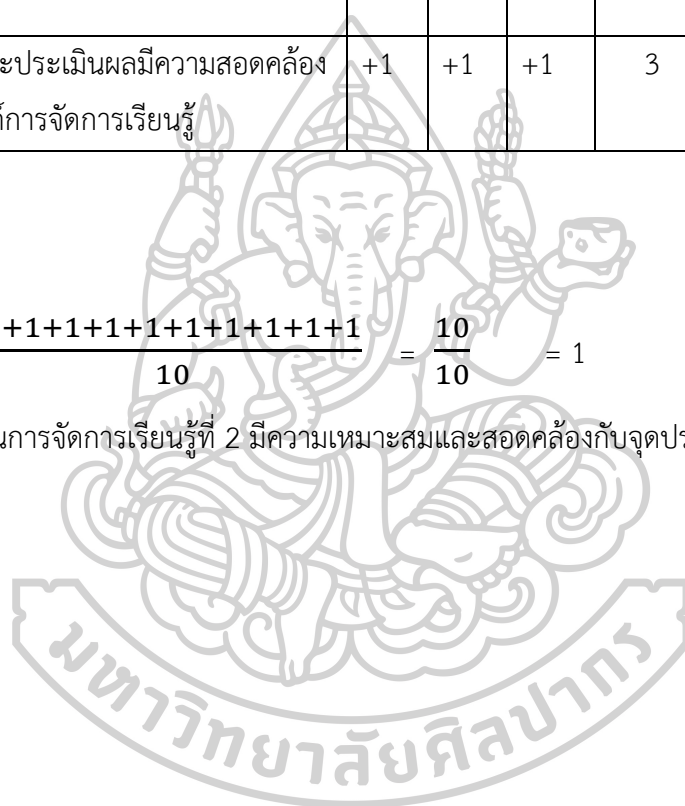 ะประเมินผลมีความสอดคล้อง +1 +1 +1 3
การจัดการเรียนรู้
+1+1+1+1+1+1+1+1+1
10
= 10
10
= 1
นการจัดการเรียนรู้ที่ 2 มีความเหมาะสมและสอดคล้องกับจุดปร
มหาวิทยาลัยศิลปากร